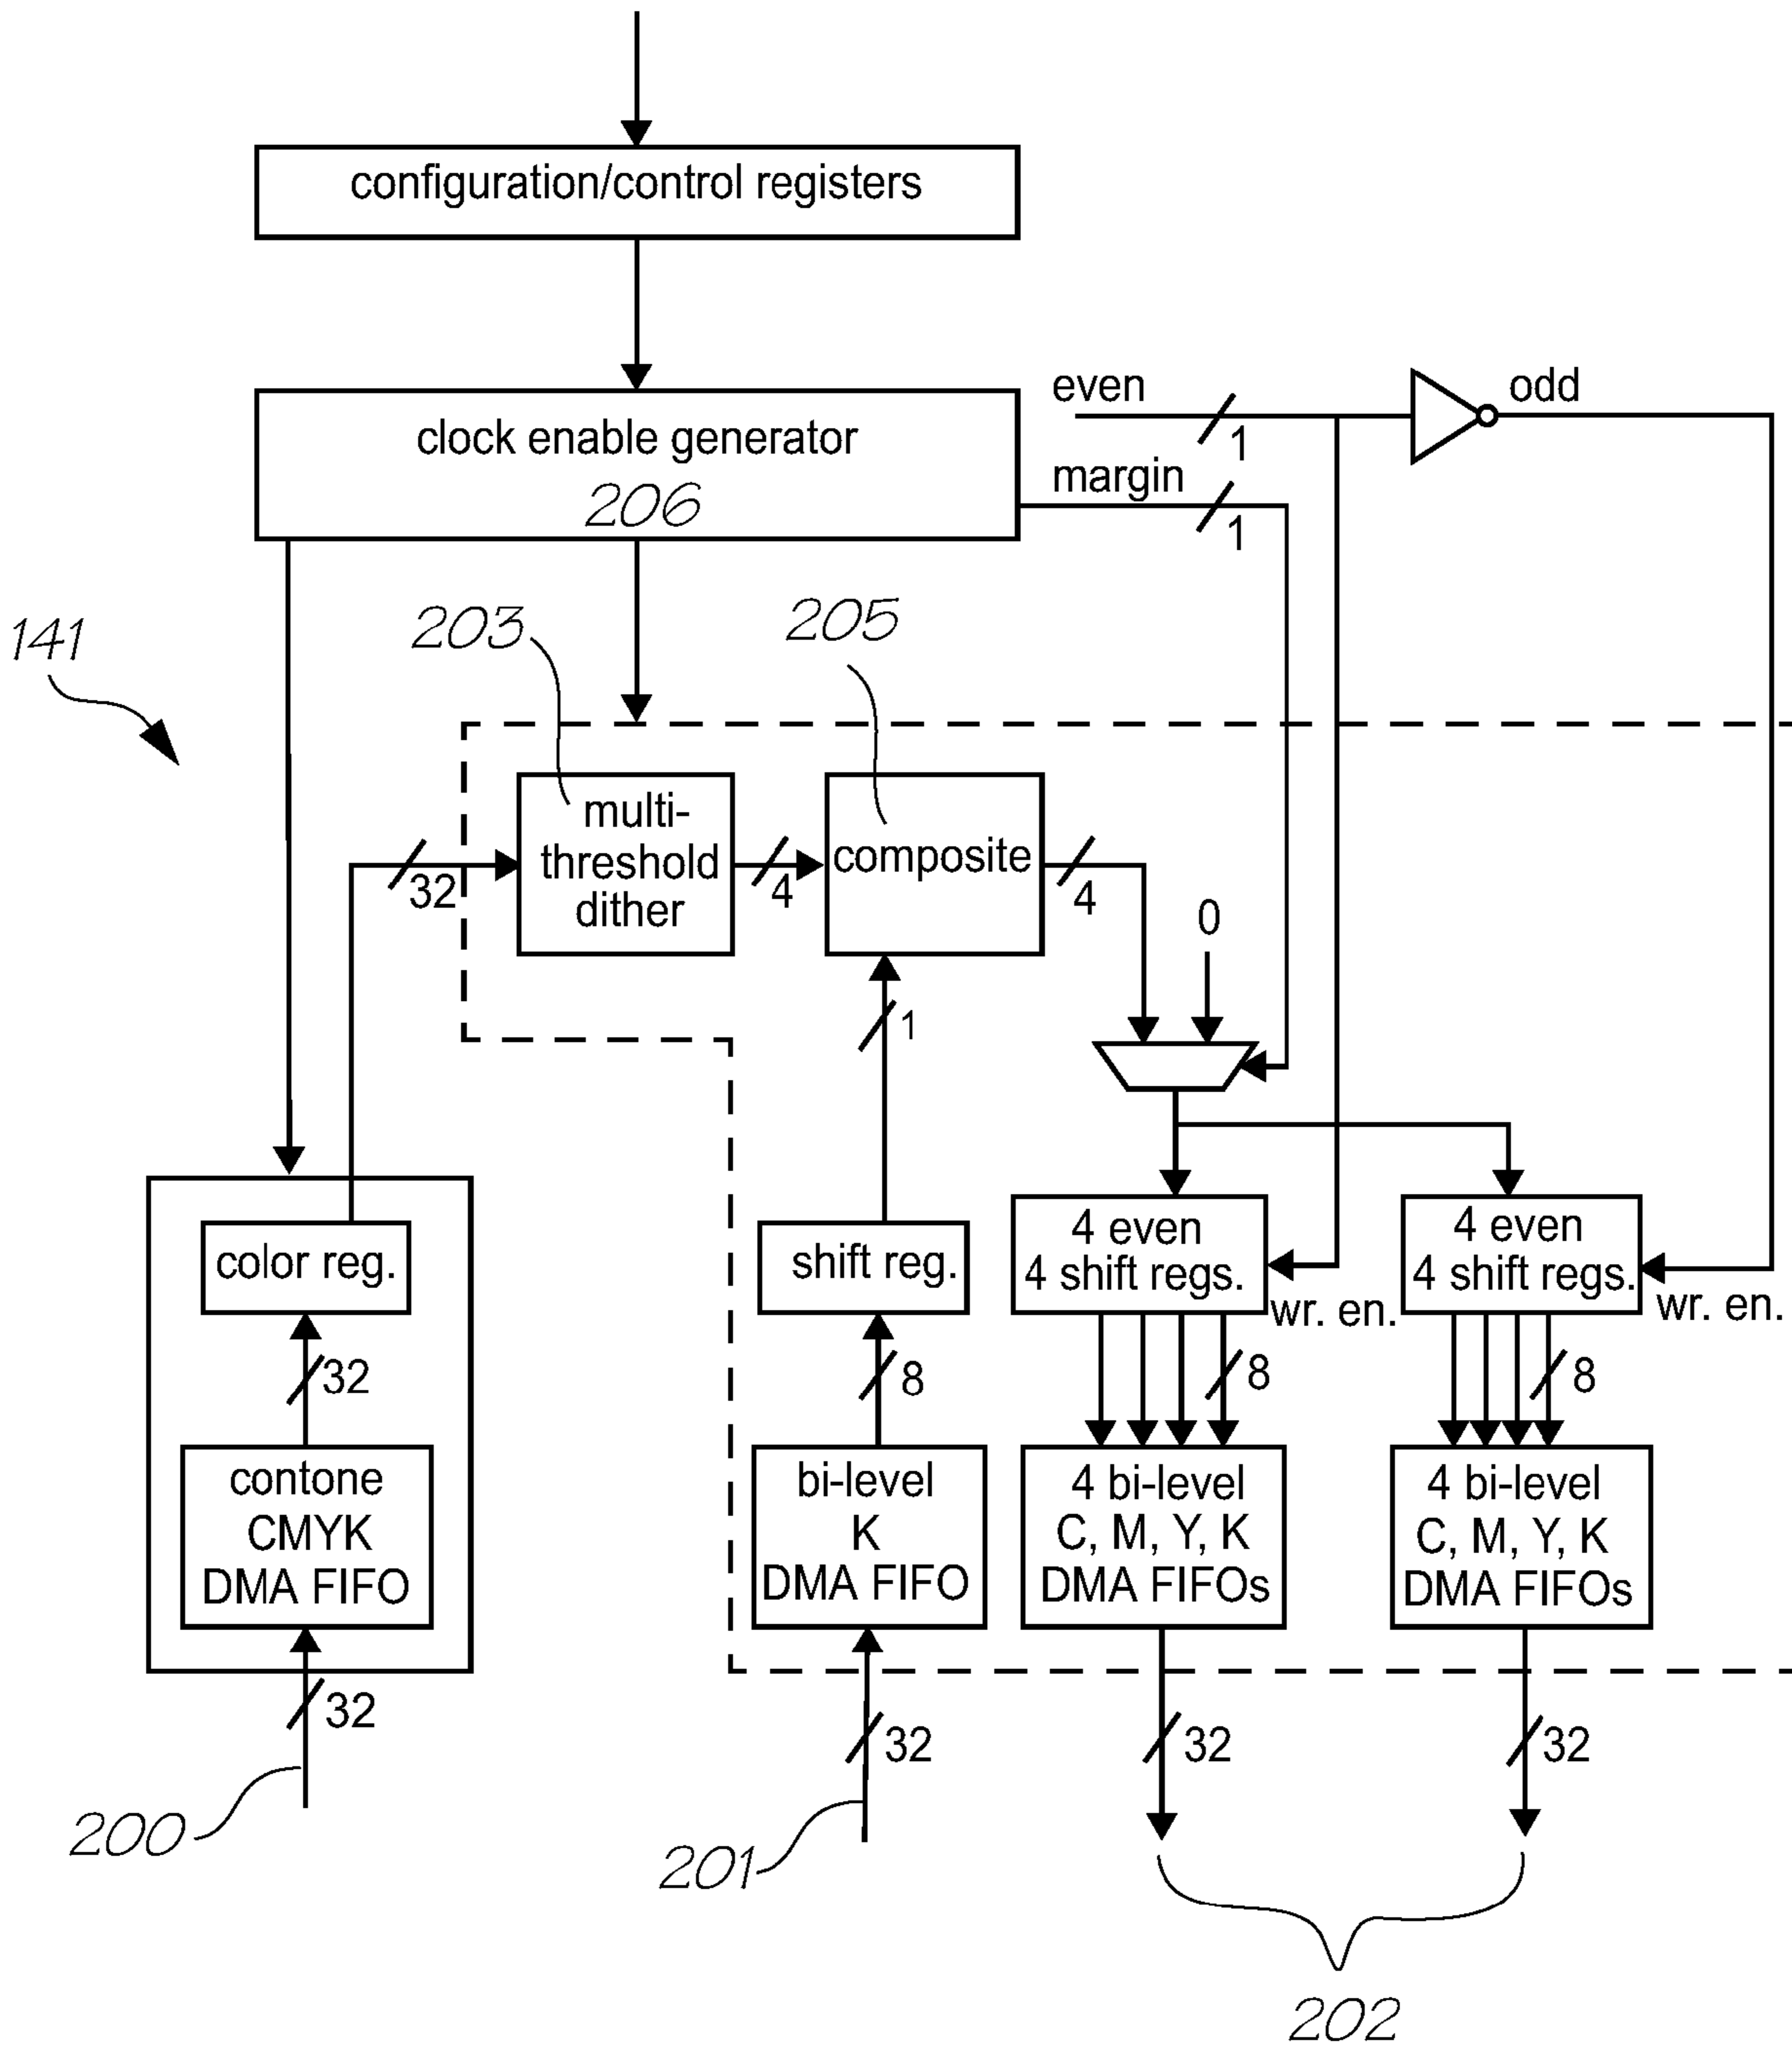 configuration/control registers
clock enable generator
206
even
1
odd
margin
1
141
203
205
multi-
threshold
dither
composite
32
4
4
0
1
color reg.
shift reg.
4 even
4 shift regs.
wr. en.
4 even
4 shift regs.
wr. en.
32
8
8
8
contone
CMYK
DMA FIFO
bi-level
K
DMA FIFO
4 bi-level
C, M, Y, K
DMA FIFOs
4 bi-level
C, M, Y, K
DMA FIFOs
32
32
32
32
200
201
202